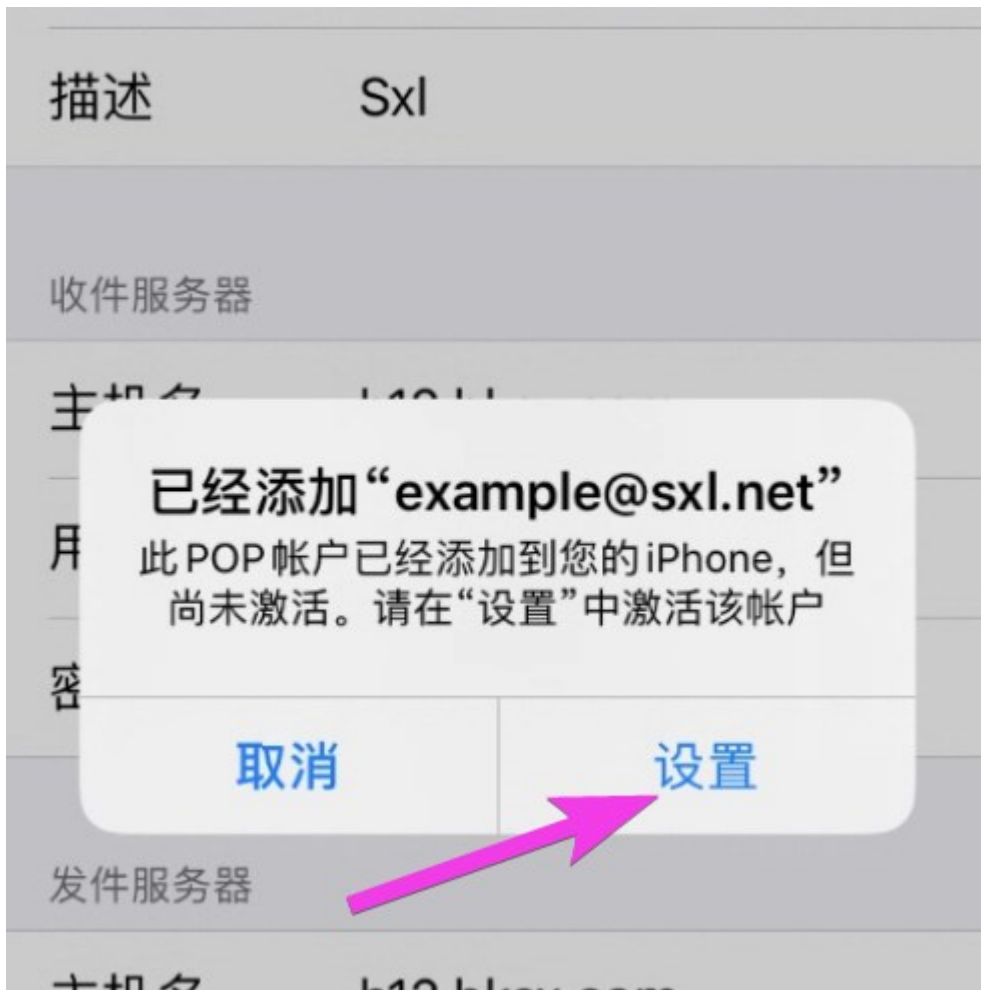 描述 Sxl
收件服务器
已经添加“example@sxl.net”
此POP帐户已经添加到您的iPhone，但
尚未激活。请在“设置”中激活该帐户
取消 设置
发件服务器
主机名